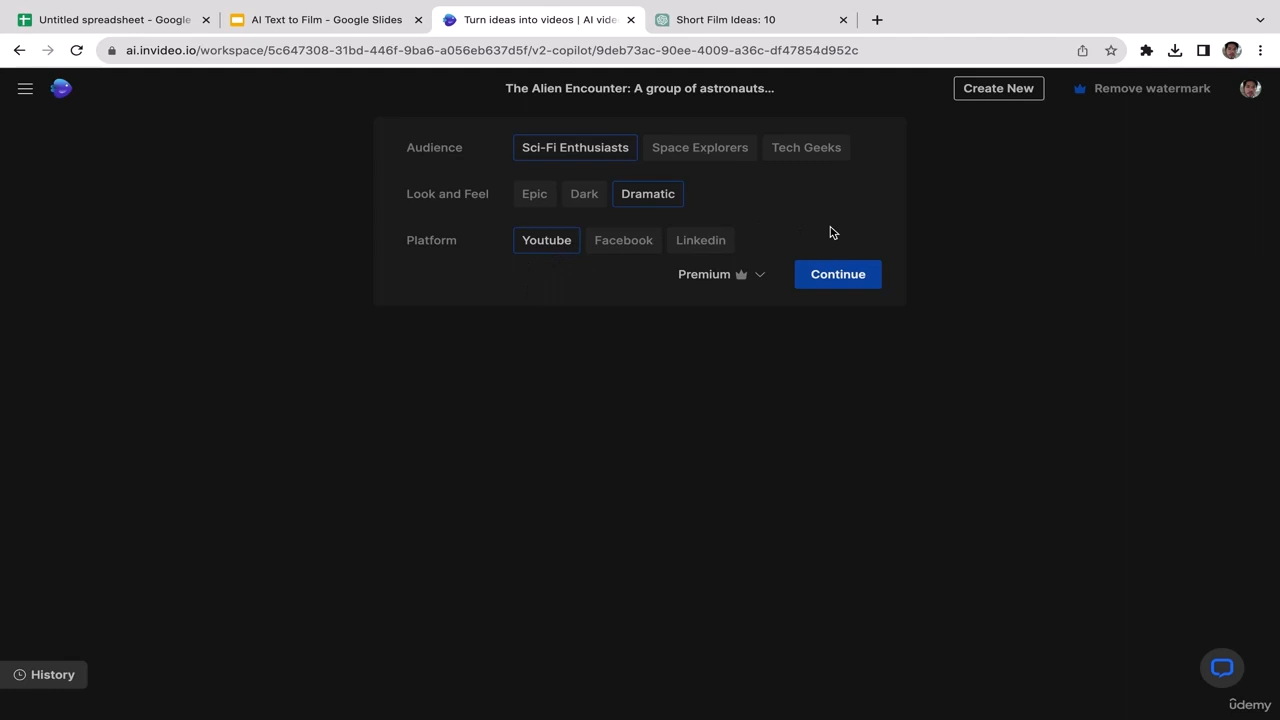 Untitled spreadsheet - Google
AI Text to Film - Google Slides
Turn ideas into videos | AI vide
Short Film Ideas: 10
ai.invideo.io/workspace/5c647308-31bd-446f-9ba6-a056eb637d5f/v2-copilot/9deb73ac-90ee-4009-a36c-df47854d952c
The Alien Encounter: A group of astronauts...
Create New
Remove watermark
Audience
Sci-Fi Enthusiasts
Space Explorers
Tech Geeks
Look and Feel
Epic
Dark
Dramatic
Platform
Youtube
Facebook
Linkedin
Premium
Continue
History
ûdemy